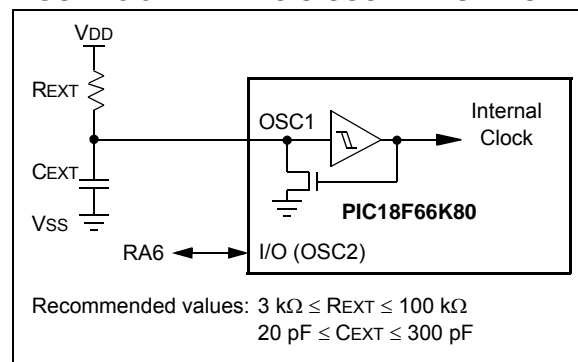 VDD
REXT
OSC1
Internal
Clock
CEXT
PIC18F66K80
VSS
RA6
I/O (OSC2)
Recommended values: 3 kΩ ≤ REXT ≤ 100 kΩ
20 pF ≤ CEXT ≤ 300 pF